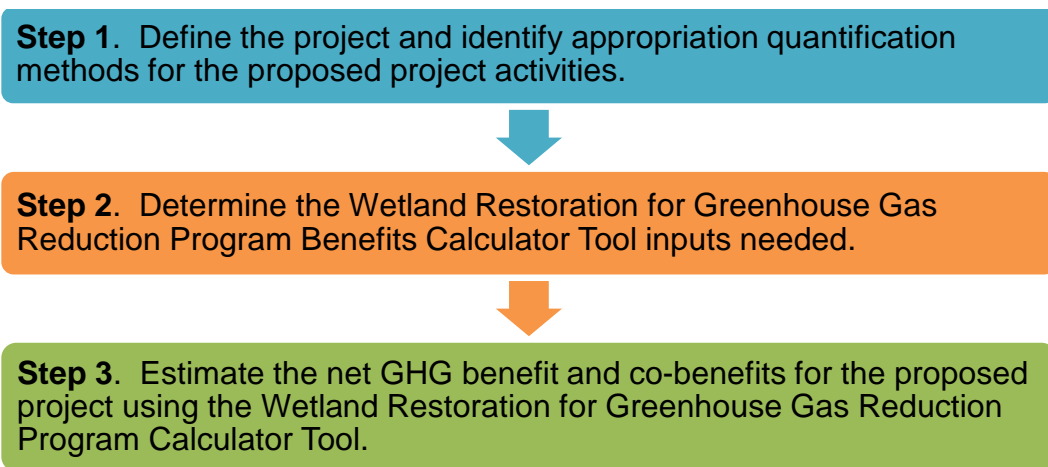 Step 1.  Define the project and identify appropriation quantification
methods for the proposed project activities.
Step 2.  Determine the Wetland Restoration for Greenhouse Gas
Reduction Program Benefits Calculator Tool inputs needed.
Step 3.  Estimate the net GHG benefit and co-benefits for the proposed
project using the Wetland Restoration for Greenhouse Gas Reduction
Program Calculator Tool.